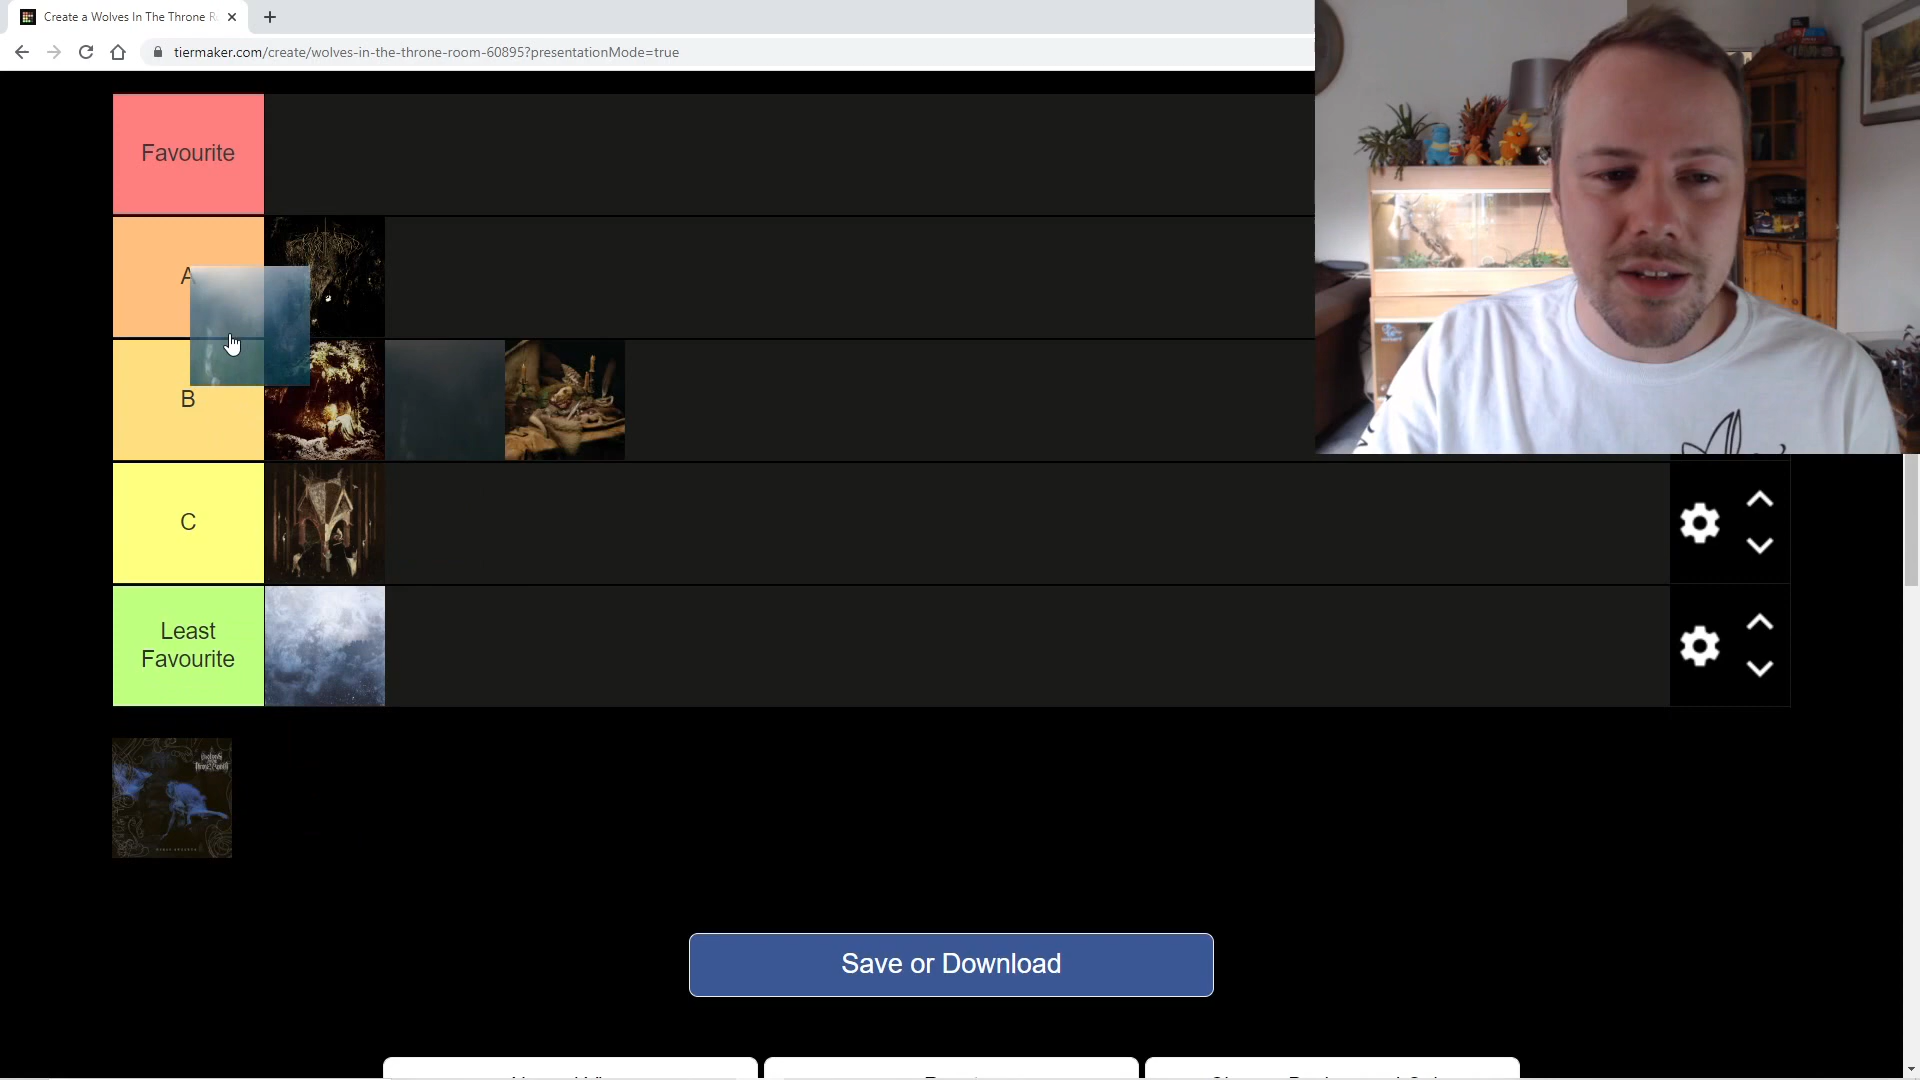 Create a Wolves In The Throne R
tiermaker.com/create/wolves-in-the-throne-room-60895?presentationMode=true
Favourite
A
B
C
Least
Favourite
Save or Download